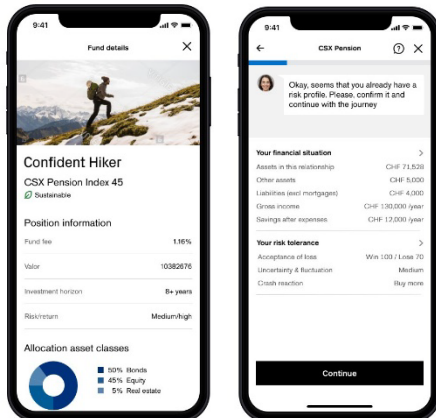 9:41
Fund details
Confident Hiker
CSX Pension Index 45
Sustainable
Position information
Fund fee 1.16%
Valor 10382676
Investment horizon 8+ years
Risk/return Medium/high
Allocation asset classes
50% Bonds
45% Equity
5% Real estate
9:41
CSX Pension
Okay, seems that you already have a
risk profile. Please, confirm it and
continue with the journey
Your financial situation
Assets in this relationship CHF 71,528
Other assets CHF 5,000
Liabilities (excl mortgages) CHF 4,000
Gross income CHF 130,000 /year
Savings after expenses CHF 12,000 /year
Your risk tolerance
Acceptance of loss Win 100 / Lose 70
Uncertainty & fluctuation Medium
Crash reaction Buy more
Continue